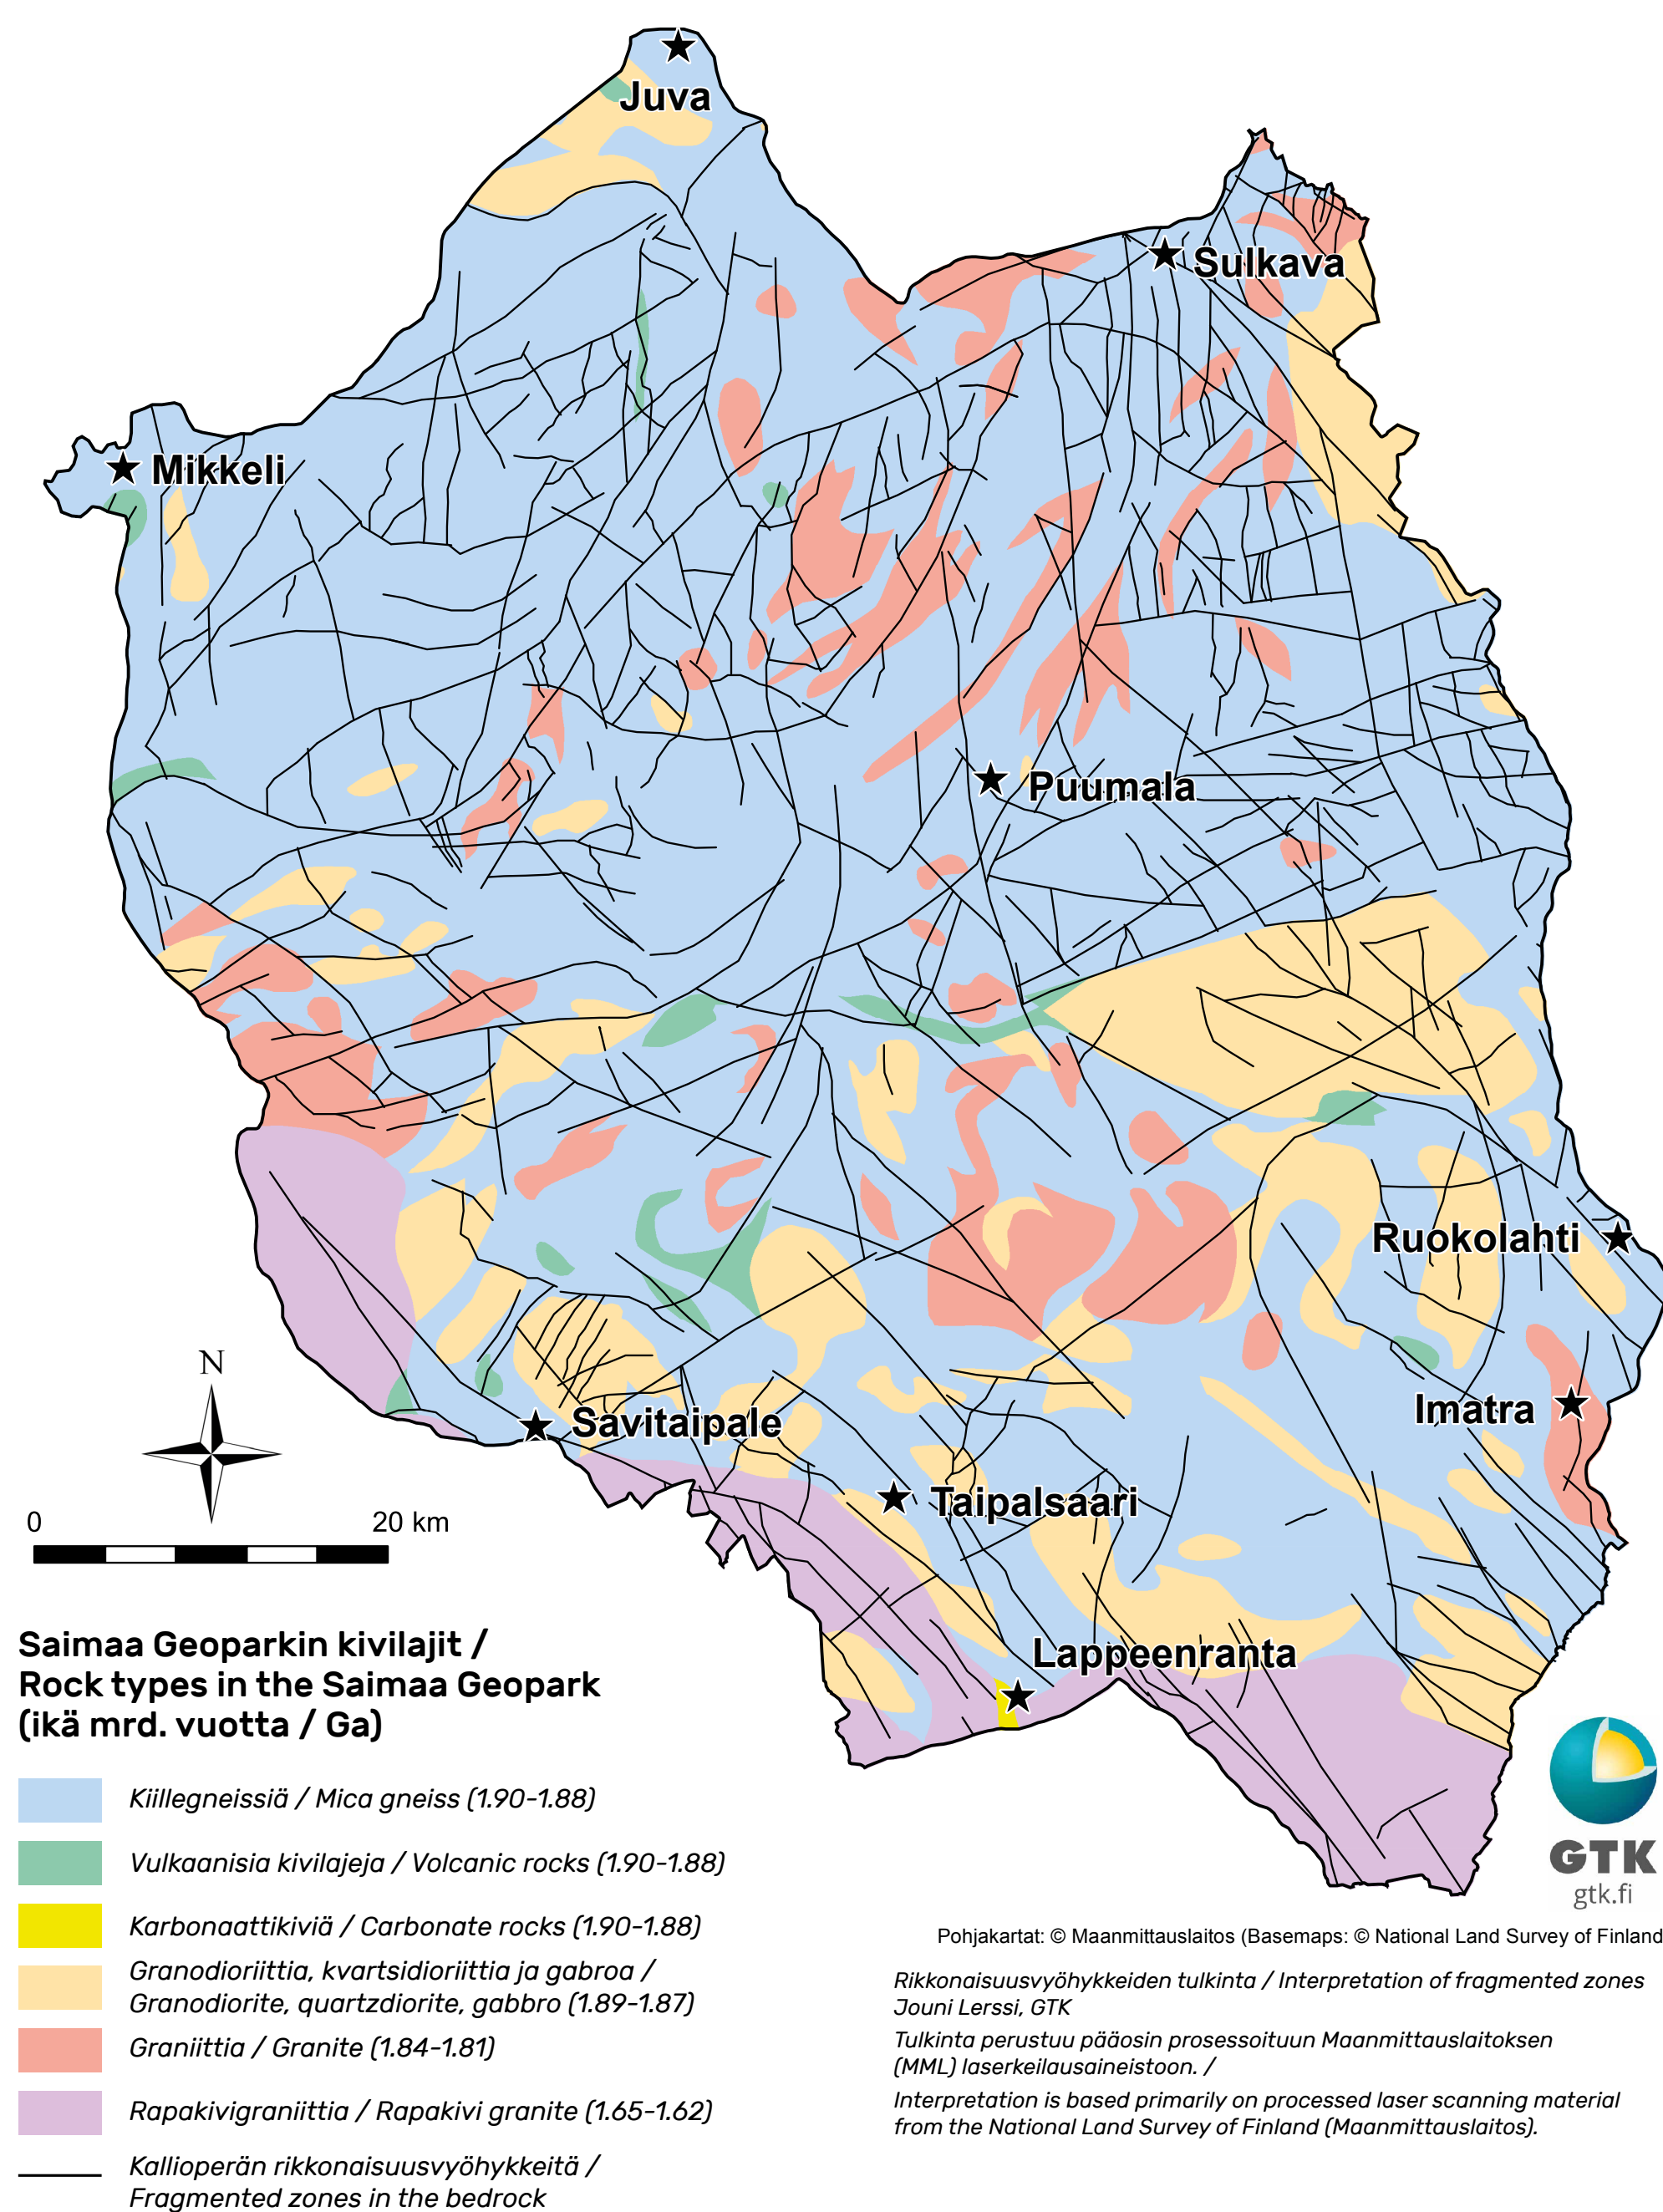 Juva
Sulkava
Mikkeli
Puumala
Ruokolahti
Imatra
Savitaipale
Taipalsaari
Lappeenranta
N
0 20 km
Saimaa Geoparkin kivilajit /
Rock types in the Saimaa Geopark
(ikä mrd. vuotta / Ga)
Kiillegneissiä / Mica gneiss (1.90-1.88)
Vulkaanisia kivilajeja / Volcanic rocks (1.90-1.88)
Karbonaattikiviä / Carbonate rocks (1.90-1.88)
Granodioriittia, kvartsidioriittia ja gabroa /
Granodiorite, quartzdiorite, gabbro (1.89-1.87)
Graniittia / Granite (1.84-1.81)
Rapakivigraniittia / Rapakivi granite (1.65-1.62)
Kallioperän rikkonaisuusvyöhykkeitä /
Fragmented zones in the bedrock
GTK
gtk.fi
Pohjakartat: © Maanmittauslaitos (Basemaps: © National Land Survey of Finland
Rikkonaisuusvyöhykkeiden tulkinta / Interpretation of fragmented zones
Jouni Lerssi, GTK
Tulkinta perustuu pääosin prosessoituun Maanmittauslaitoksen
(MML) laserkeilausaineistoon. /
Interpretation is based primarily on processed laser scanning material
from the National Land Survey of Finland (Maanmittauslaitos).